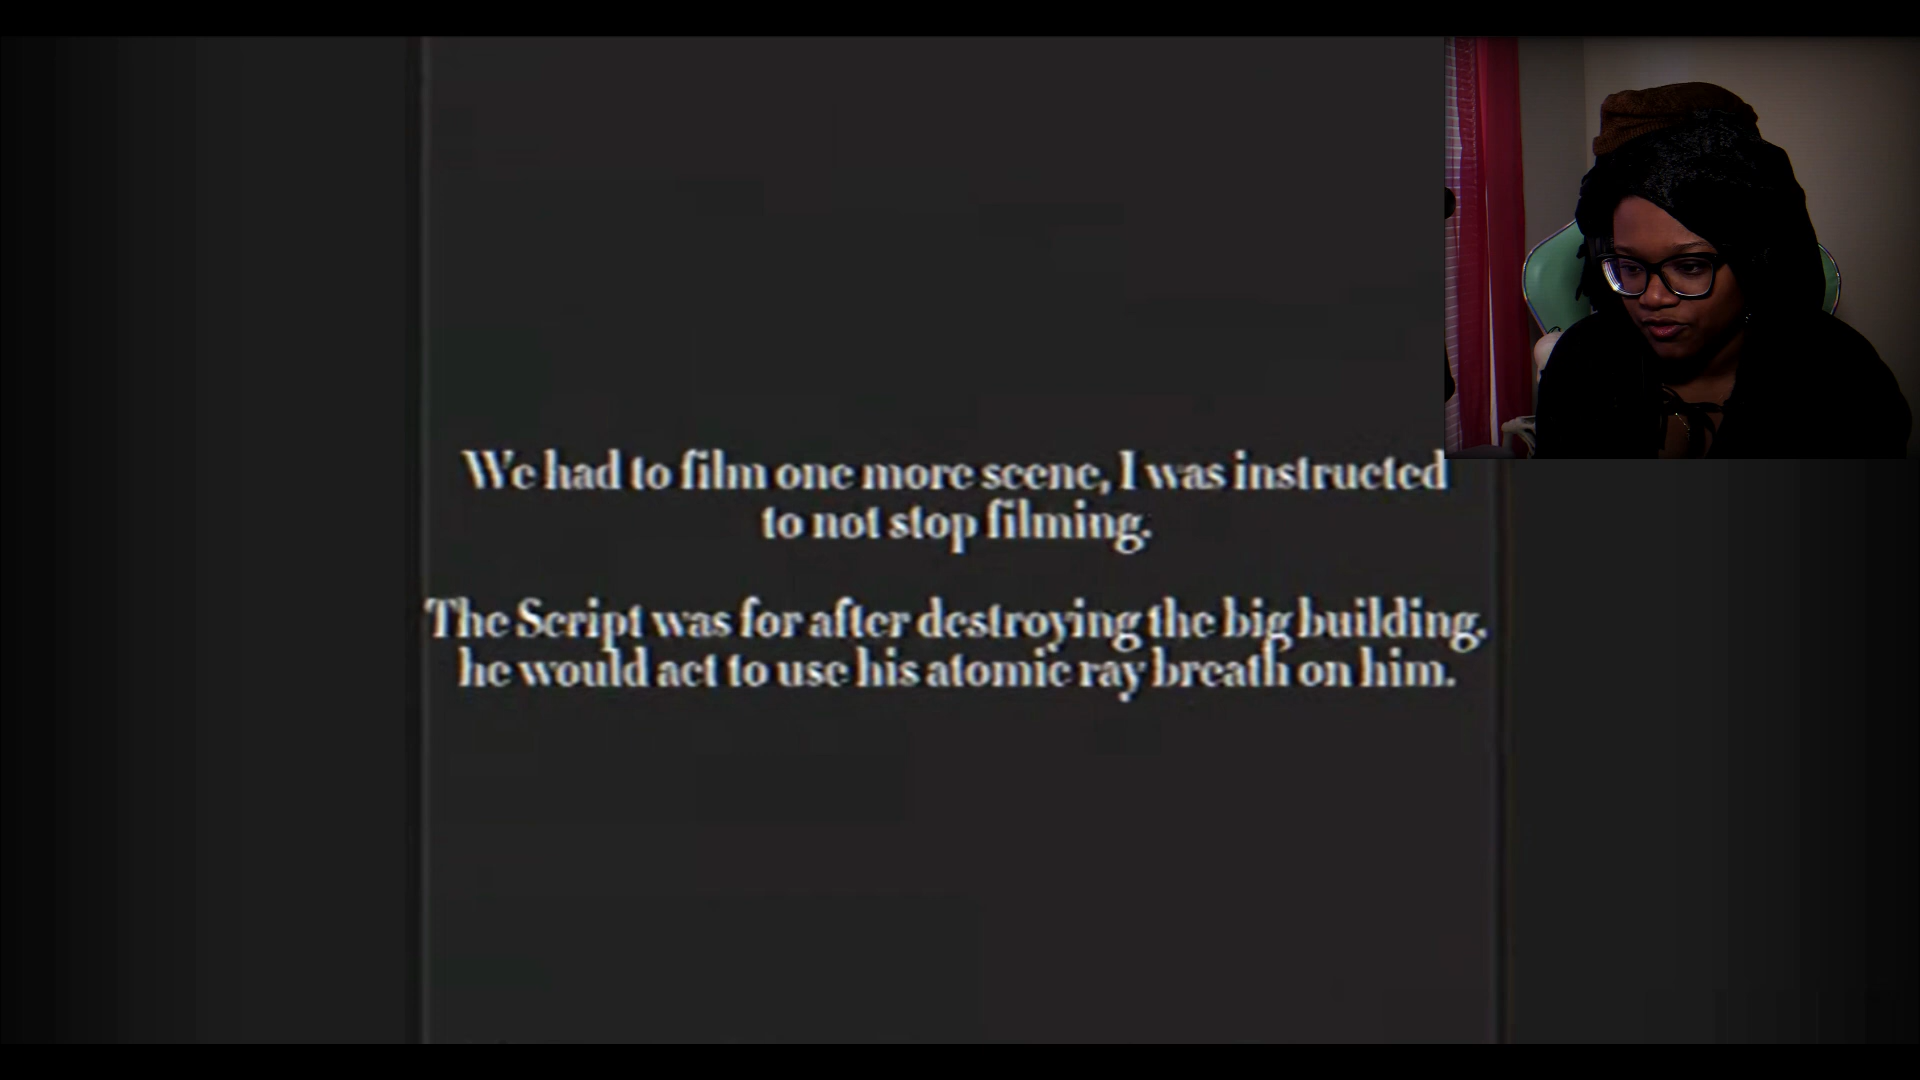 We had to film one more scene, I was instructed
to not stop filming.
The Script was for after destroying the big building,
he would act to use his atomic ray breath on him.